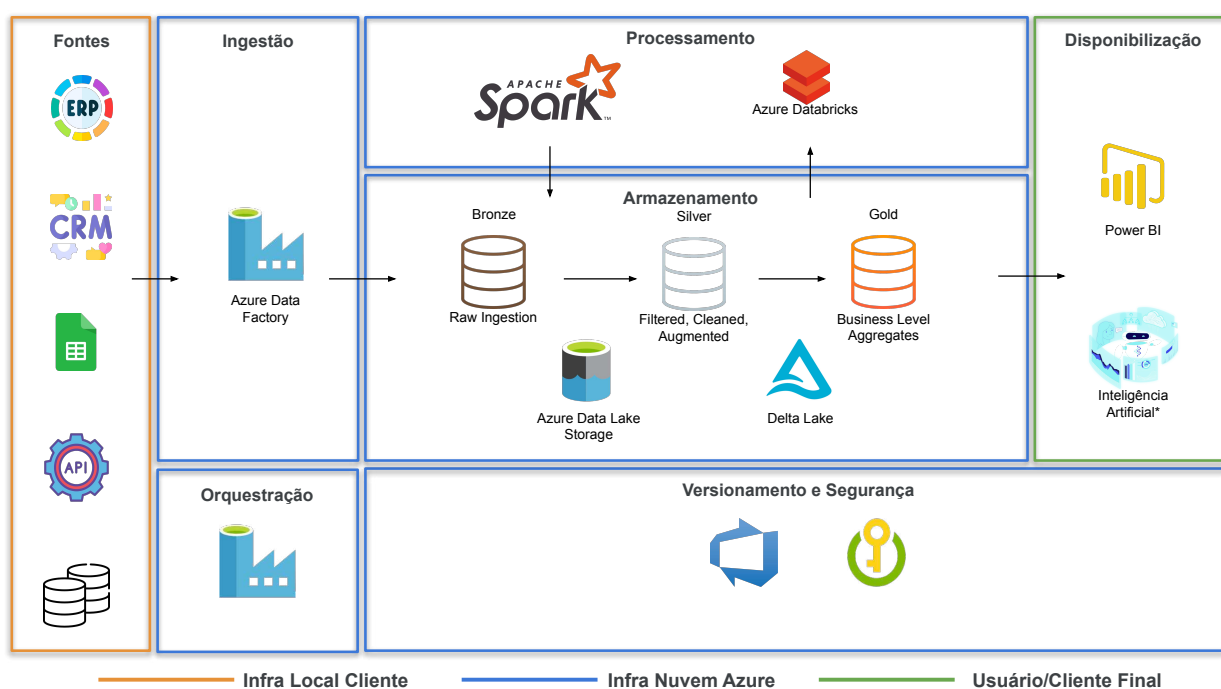 Fontes
ERP
CRM
API
Ingestão
Azure Data
Factory
Orquestração
Processamento
APACHE
Spark
TM
Azure Databricks
Armazenamento
Bronze
Silver
Gold
Raw Ingestion
Filtered, Cleaned,
Augmented
Business Level
Aggregates
Azure Data Lake
Storage
Delta Lake
Versionamento e Segurança
Disponibilização
Power BI
Inteligência
Artificial*
Infra Local Cliente
Infra Nuvem Azure
Usuário/Cliente Final